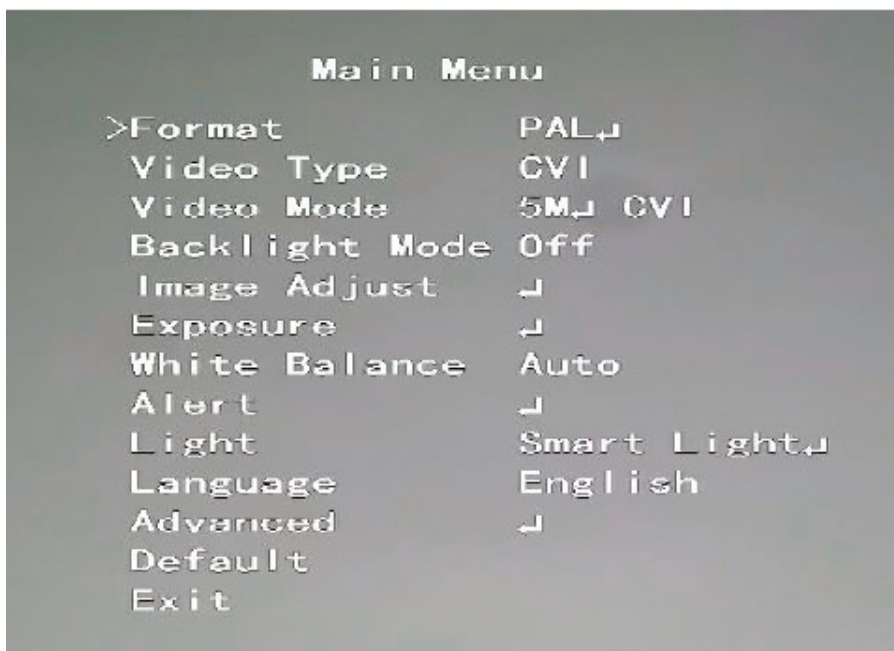 Main Menu
>Format PAL↵
Video Type CVI
Video Mode 5M↵ CVI
Backlight Mode Off
Image Adjust ↵
Exposure ↵
White Balance Auto
Alert ↵
Light Smart Light↵
Language English
Advanced ↵
Default
Exit